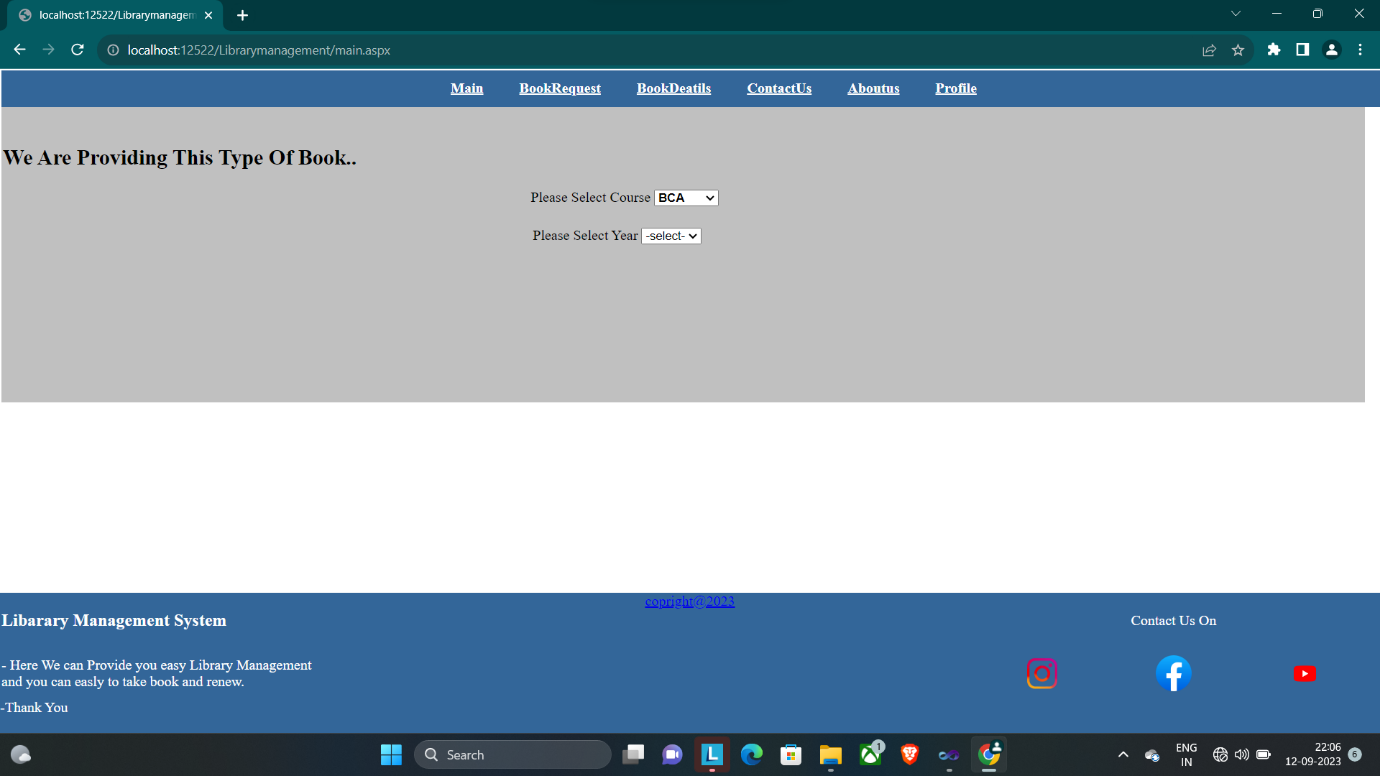 localhost:12522/Librarymanagem
localhost:12522/Librarymanagement/main.aspx
Main BookRequest BookDeatils ContactUs Aboutus Profile
We Are Providing This Type Of Book..
Please Select Course BCA
Please Select Year -select-
copright@2023
Libarary Management System
Contact Us On
- Here We can Provide you easy Library Management
and you can easly to take book and renew.
-Thank You
Search
L
1
ENG
IN
22:06
12-09-2023
6